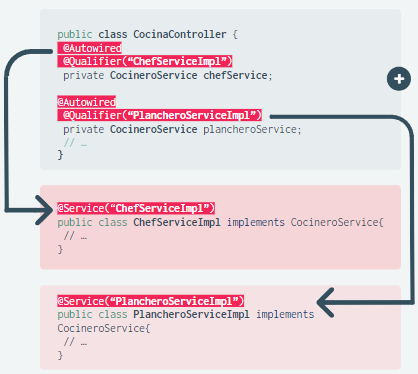 public class CocinaController {
@Autowired
@Qualifier(“ChefServiceImpl”)
private CocineroService chefService;
@Autowired
@Qualifier(“PlancheroServiceImpl”)
private CocineroService plancheroService;
// …
}
@Service(“ChefServiceImpl”)
public class ChefServiceImpl implements CocineroService{
// …
}
@Service(“PlancheroServiceImpl”)
public class PlancheroServiceImpl implements
CocineroService{
// …
}